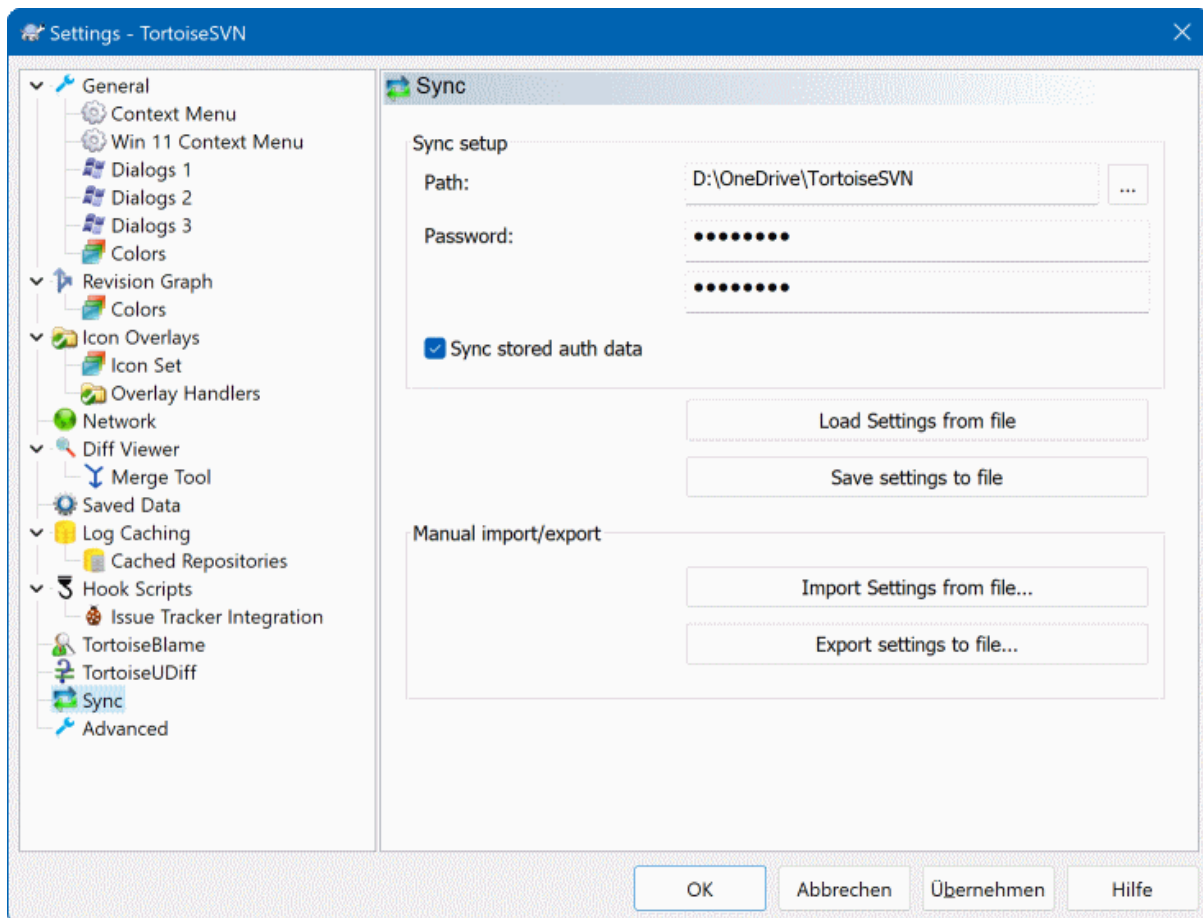 Settings - TortoiseSVN
General
Context Menu
Win 11 Context Menu
Dialogs 1
Dialogs 2
Dialogs 3
Colors
Revision Graph
Colors
Icon Overlays
Icon Set
Overlay Handlers
Network
Diff Viewer
Merge Tool
Saved Data
Log Caching
Cached Repositories
Hook Scripts
Issue Tracker Integration
TortoiseBlame
TortoiseUDiff
Sync
Advanced
Sync
Sync setup
Path: D:\OneDrive\TortoiseSVN ...
Password: ●●●●●●●●
●●●●●●●●
Sync stored auth data
Load Settings from file
Save settings to file
Manual import/export
Import Settings from file...
Export settings to file...
OK Abbrechen Übernehmen Hilfe